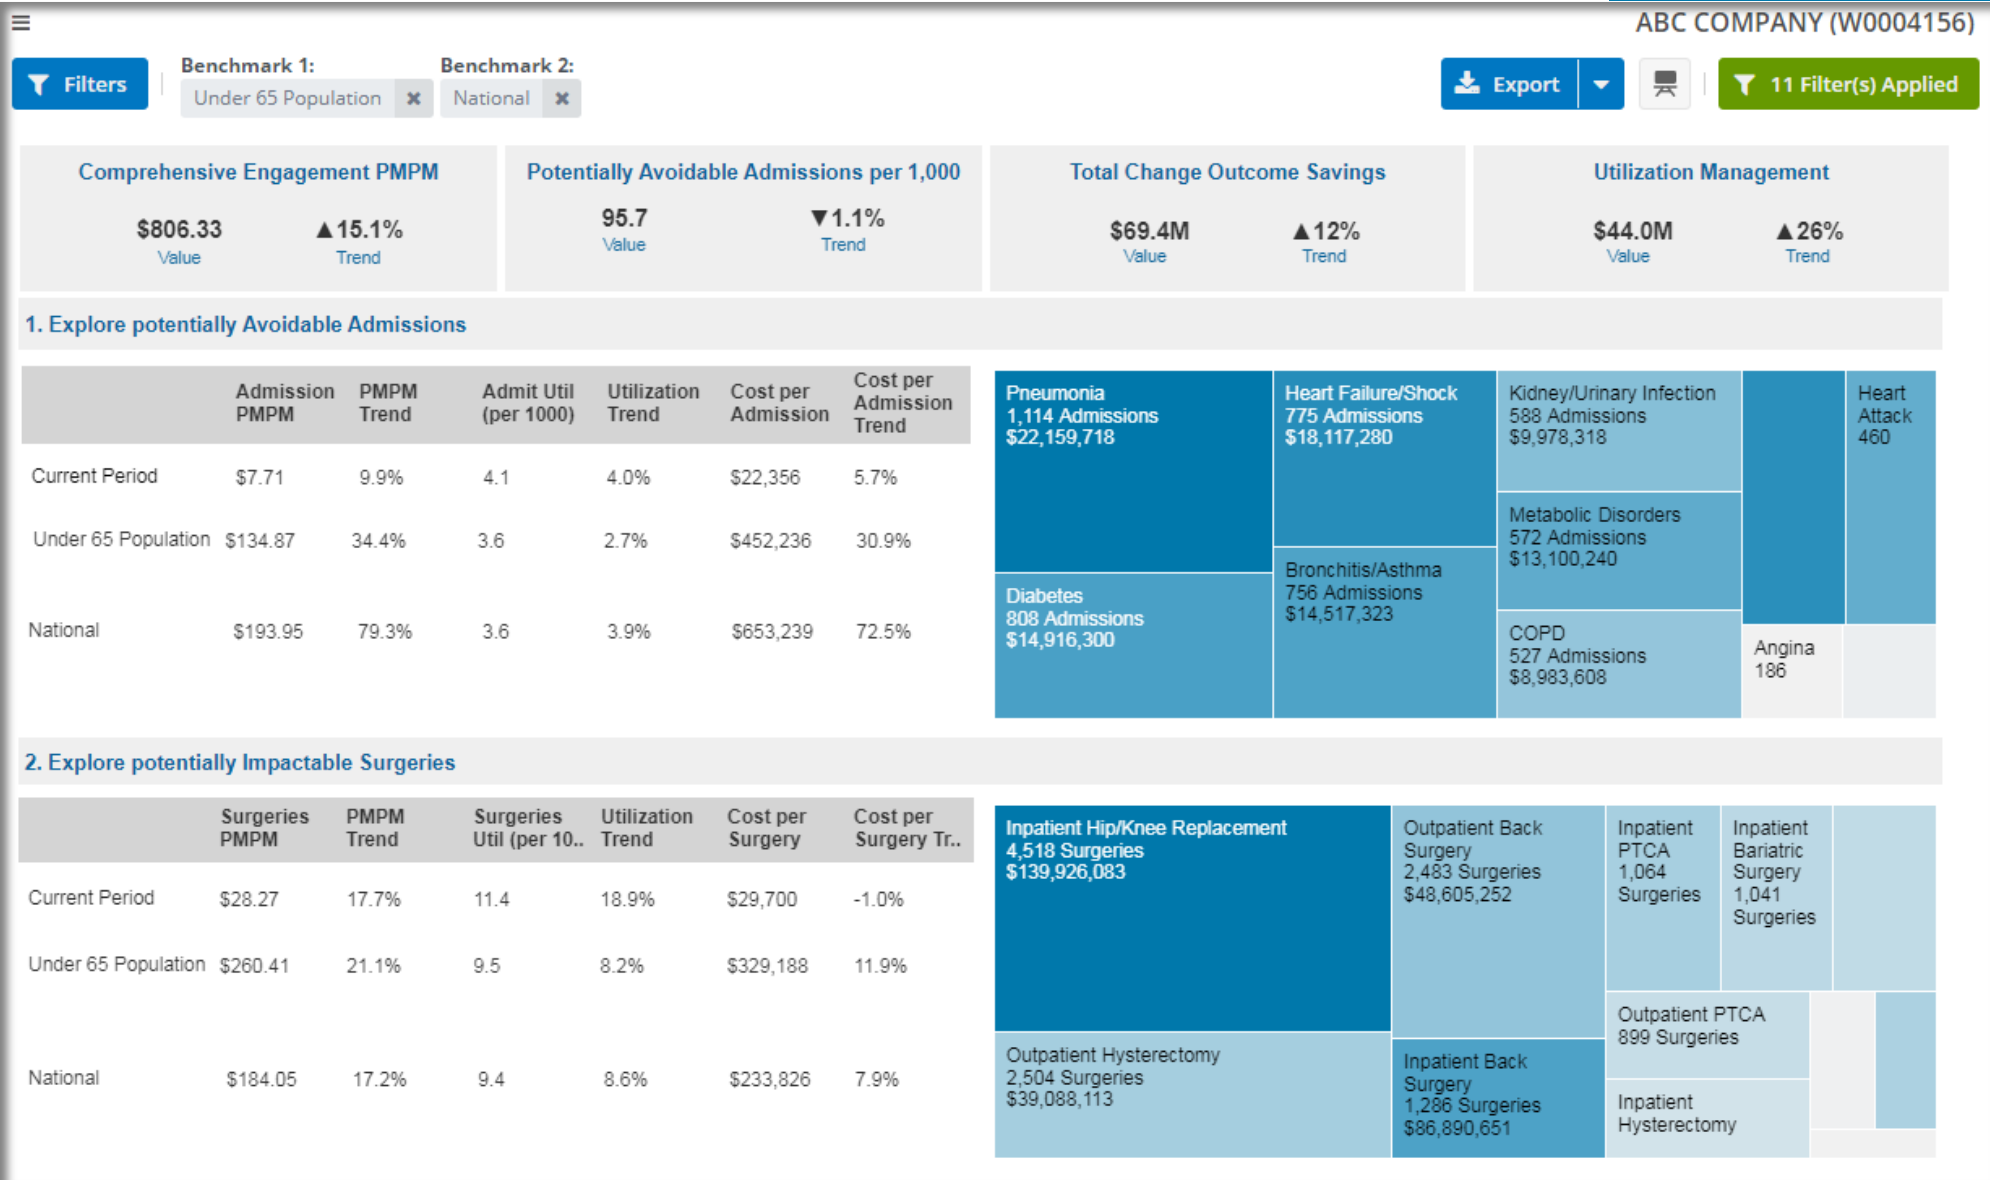 ABC COMPANY (W0004156)
Benchmark 1:
Benchmark 2:
Filters
Under 65 Population ✖
National ✖
Export
11 Filter(s) Applied
Comprehensive Engagement PMPM
$806.33
▲15.1%
Value
Trend
Potentially Avoidable Admissions per 1,000
95.7
▼1.1%
Value
Trend
Total Change Outcome Savings
$69.4M
▲12%
Value
Trend
Utilization Management
$44.0M
▲26%
Value
Trend
1. Explore potentially Avoidable Admissions
Admission PMPM
PMPM Trend
Admit Util (per 1000)
Utilization Trend
Cost per Admission
Cost per Admission Trend
Current Period $7.71 9.9% 4.1 4.0% $22,356 5.7%
Under 65 Population $134.87 34.4% 3.6 2.7% $452,236 30.9%
National $193.95 79.3% 3.6 3.9% $653,239 72.5%
Pneumonia
1,114 Admissions
$22,159,718
Diabetes
808 Admissions
$14,916,300
Heart Failure/Shock
775 Admissions
$18,117,280
Bronchitis/Asthma
756 Admissions
$14,517,323
Kidney/Urinary Infection
588 Admissions
$9,978,318
Metabolic Disorders
572 Admissions
$13,100,240
COPD
527 Admissions
$8,983,608
Heart
Attack
460
Angina
186
2. Explore potentially Impactable Surgeries
Surgeries PMPM
PMPM Trend
Surgeries Util (per 10..
Utilization Trend
Cost per Surgery
Cost per Surgery Tr..
Current Period $28.27 17.7% 11.4 18.9% $29,700 -1.0%
Under 65 Population $260.41 21.1% 9.5 8.2% $329,188 11.9%
National $184.05 17.2% 9.4 8.6% $233,826 7.9%
Inpatient Hip/Knee Replacement
4,518 Surgeries
$139,926,083
Outpatient Hysterectomy
2,504 Surgeries
$39,088,113
Outpatient Back
Surgery
2,483 Surgeries
$48,605,252
Inpatient Back
Surgery
1,286 Surgeries
$86,890,651
Inpatient
PTCA
1,064
Surgeries
Inpatient
Bariatric
Surgery
1,041
Surgeries
Outpatient PTCA
899 Surgeries
Inpatient
Hysterectomy